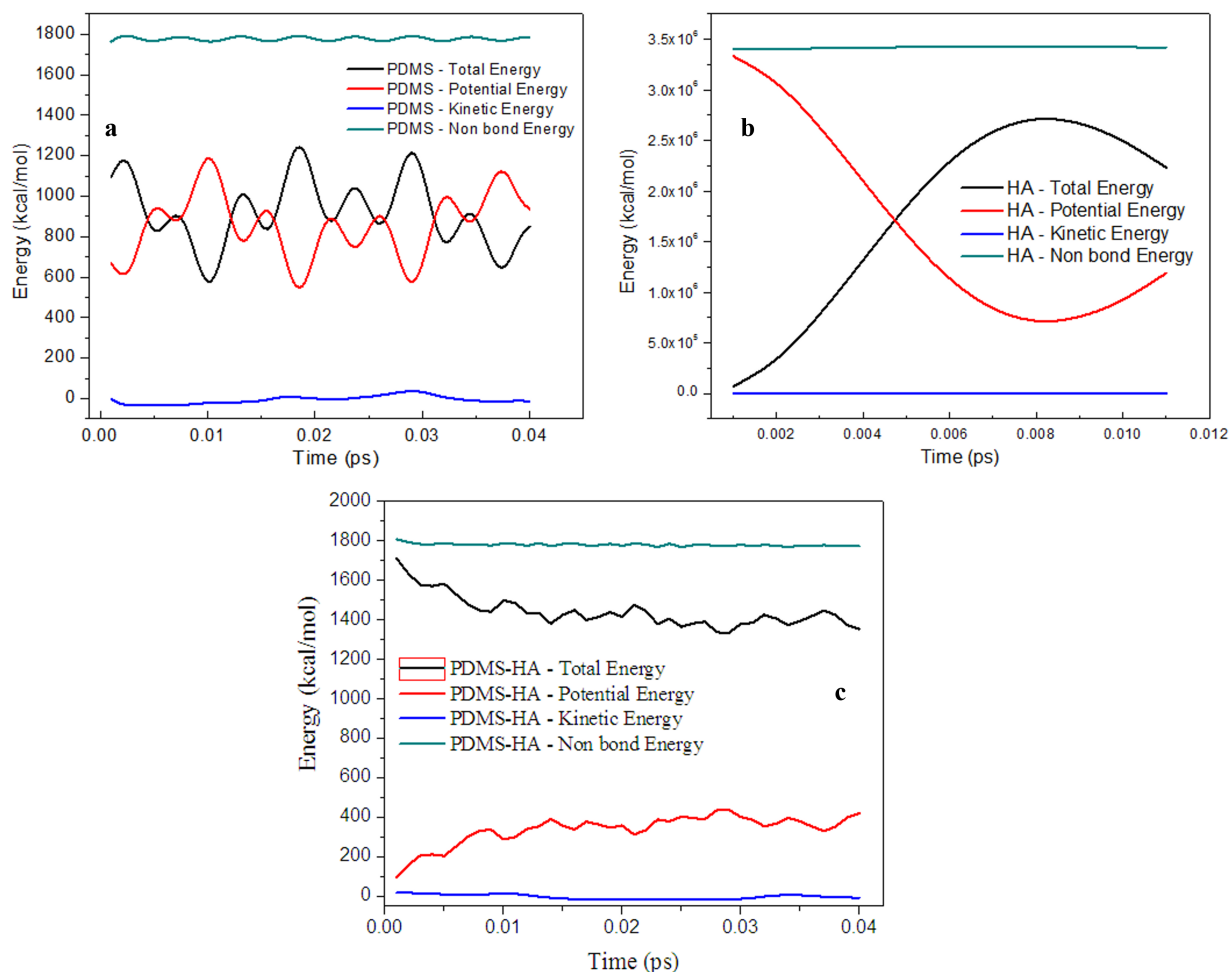 1800
1600
1400
1200
1000
800
600
400
200
0
Energy (kcal/mol)
a
PDMS - Total Energy
PDMS - Potential Energy
PDMS - Kinetic Energy
PDMS - Non bond Energy
0.00 0.01 0.02 0.03 0.04
Time (ps)
3.5x10⁶
3.0x10⁶
2.5x10⁶
2.0x10⁶
1.5x10⁶
1.0x10⁶
5.0x10⁵
0.0
Energy (kcal/mol)
b
HA - Total Energy
HA - Potential Energy
HA - Kinetic Energy
HA - Non bond Energy
0.002 0.004 0.006 0.008 0.010 0.012
Time (ps)
2000
1800
1600
1400
1200
1000
800
600
400
200
0
Energy (kcal/mol)
PDMS-HA - Total Energy
PDMS-HA - Potential Energy
PDMS-HA - Kinetic Energy
PDMS-HA - Non bond Energy
c
0.00 0.01 0.02 0.03 0.04
Time (ps)